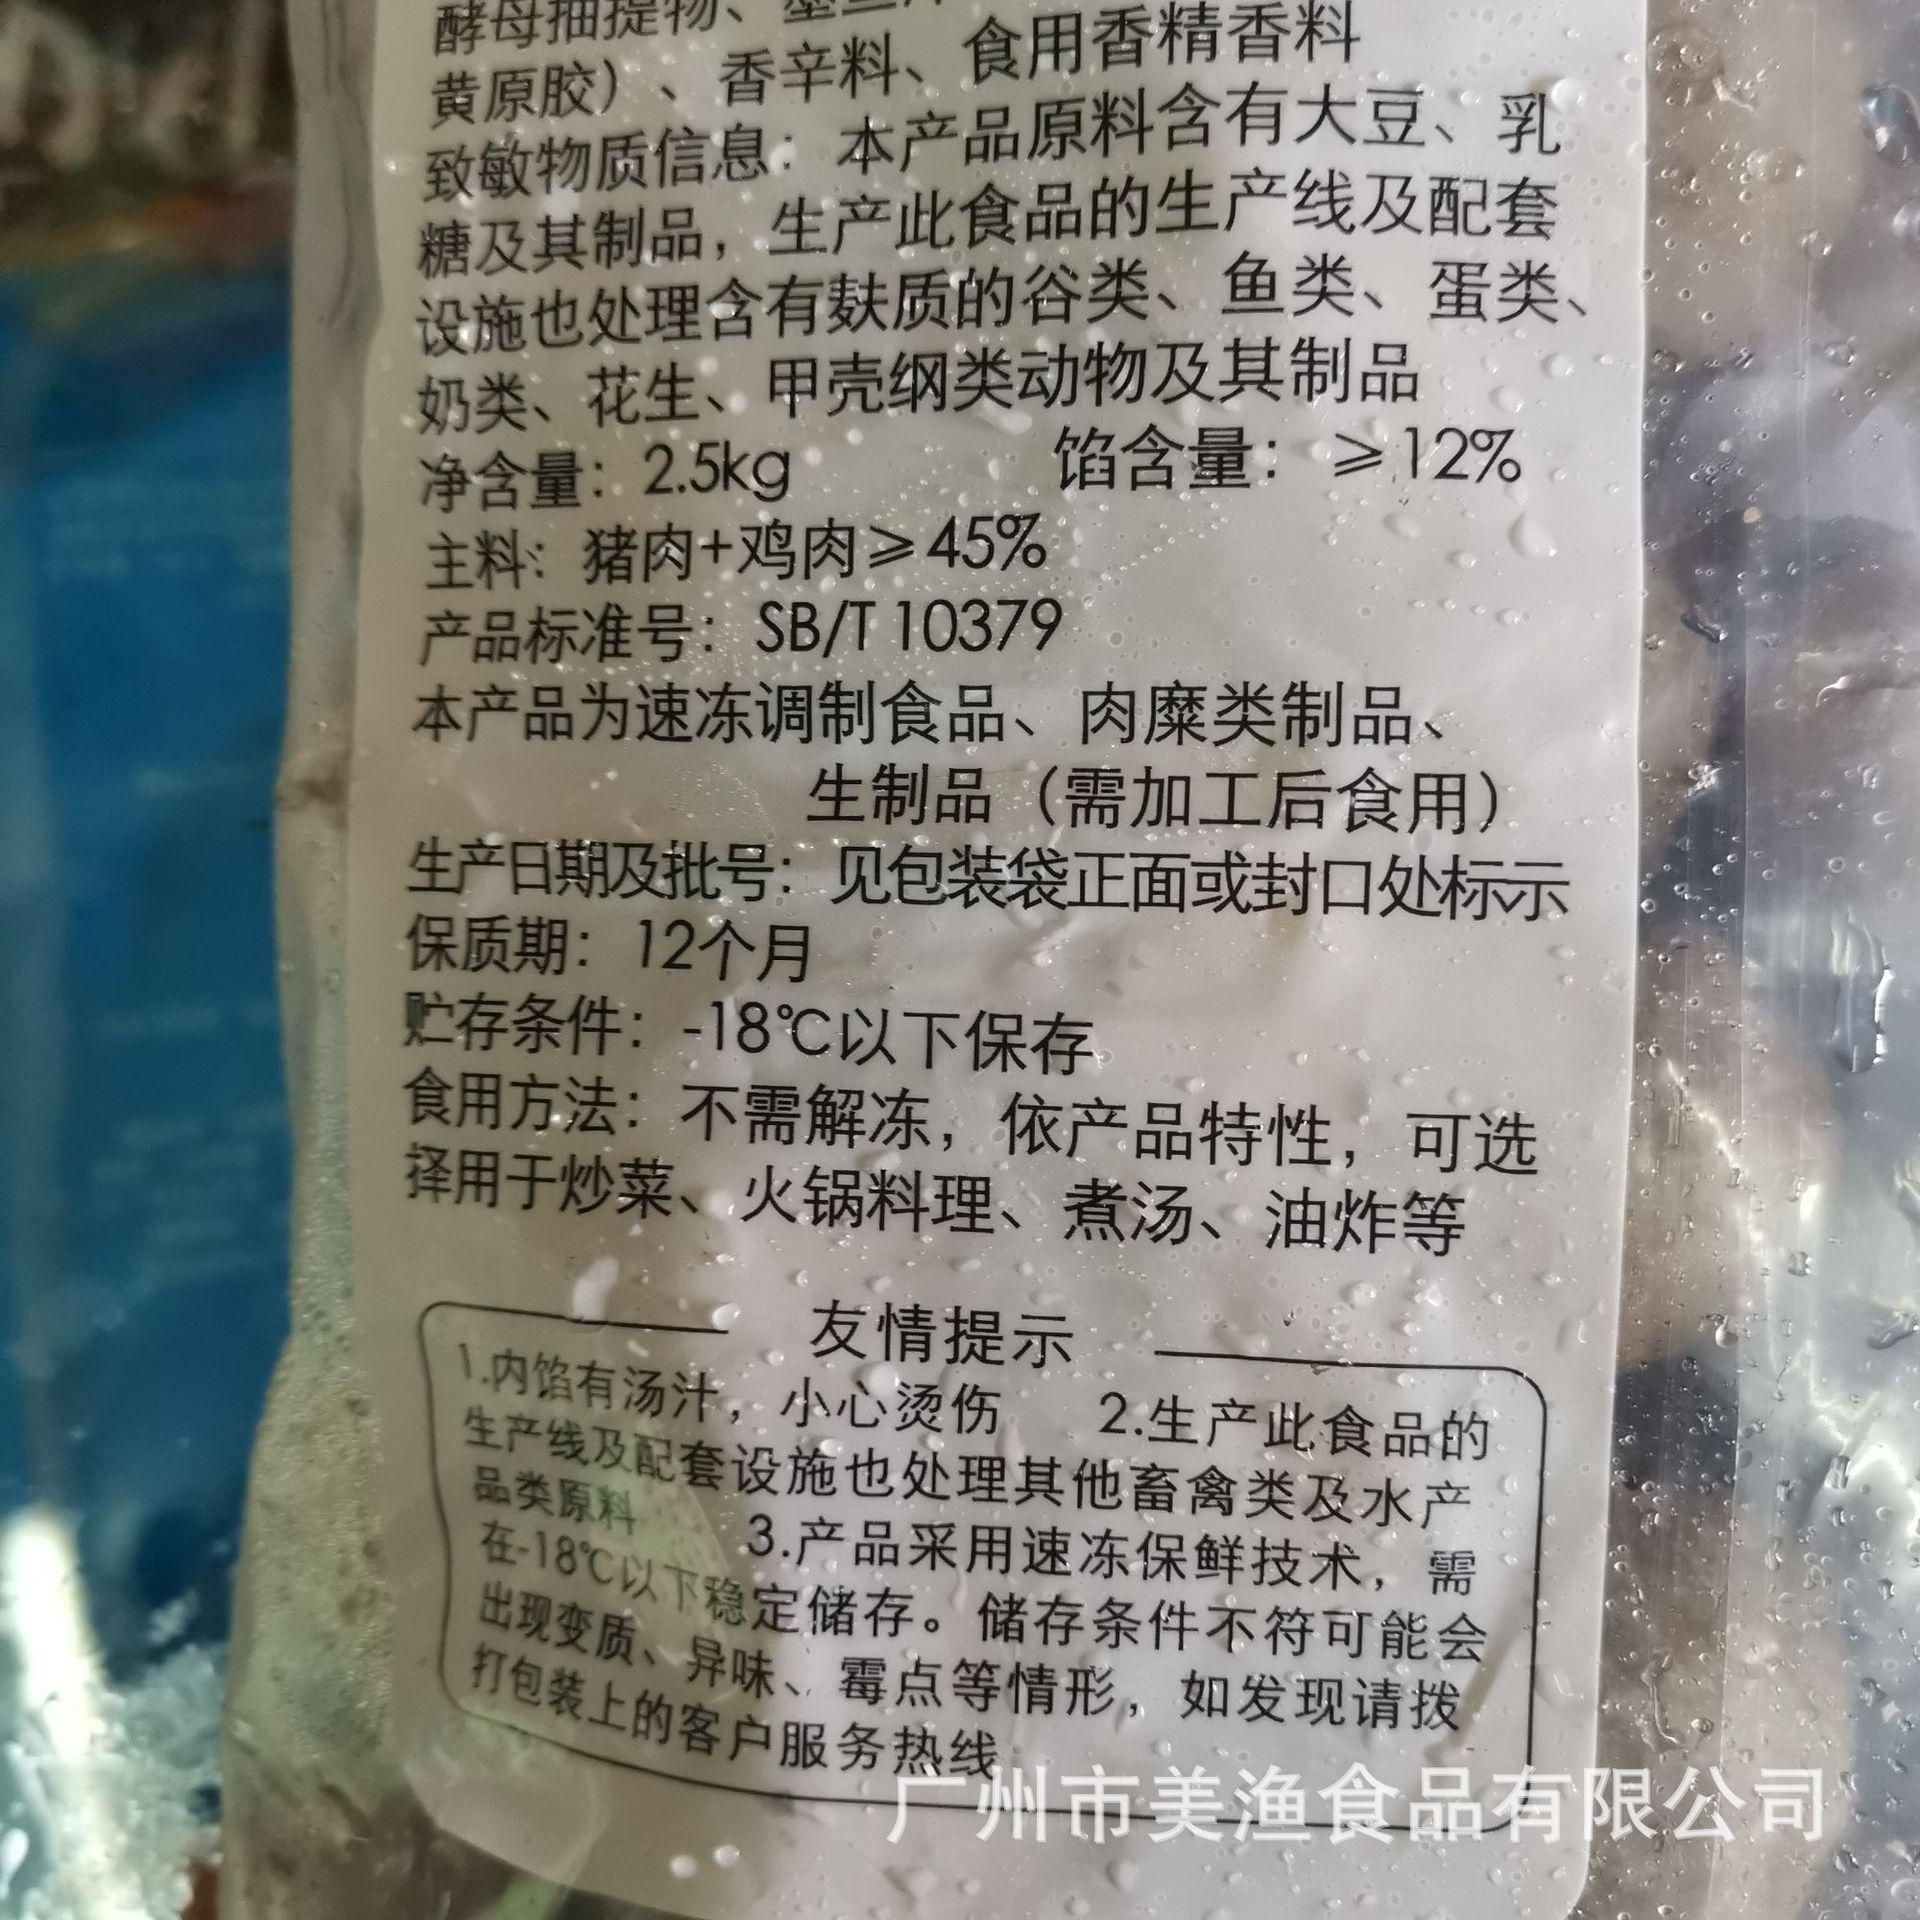 酵母抽提物、墨鱼
黄原胶）、香辛料、食用香精香料
致敏物质信息：本产品原料含有大豆、乳
糖及其制品，生产此食品的生产线及配套
设施也处理含有麸质的谷类、鱼类、蛋类、
奶类、花生、甲壳纲类动物及其制品
净含量：2.5kg 馅含量：≥12%
主料：猪肉+鸡肉≥45%
产品标准号：SB/T 10379
本产品为速冻调制食品、肉糜类制品、
生制品（需加工后食用）
生产日期及批号：见包装袋正面或封口处标示
保质期：12个月
贮存条件：-18℃以下保存
食用方法：不需解冻，依产品特性，可选
择用于炒菜、火锅料理、煮汤、油炸等
友情提示
1.内馅有汤汁，小心烫伤 2.生产此食品的
生产线及配套设施也处理其他畜禽类及水产
品类原料 3.产品采用速冻保鲜技术，需
在-18℃以下稳定储存。储存条件不符可能会
出现变质、异味、霉点等情形，如发现请拨
打包装上的客户服务热线
广州市美渔食品有限公司